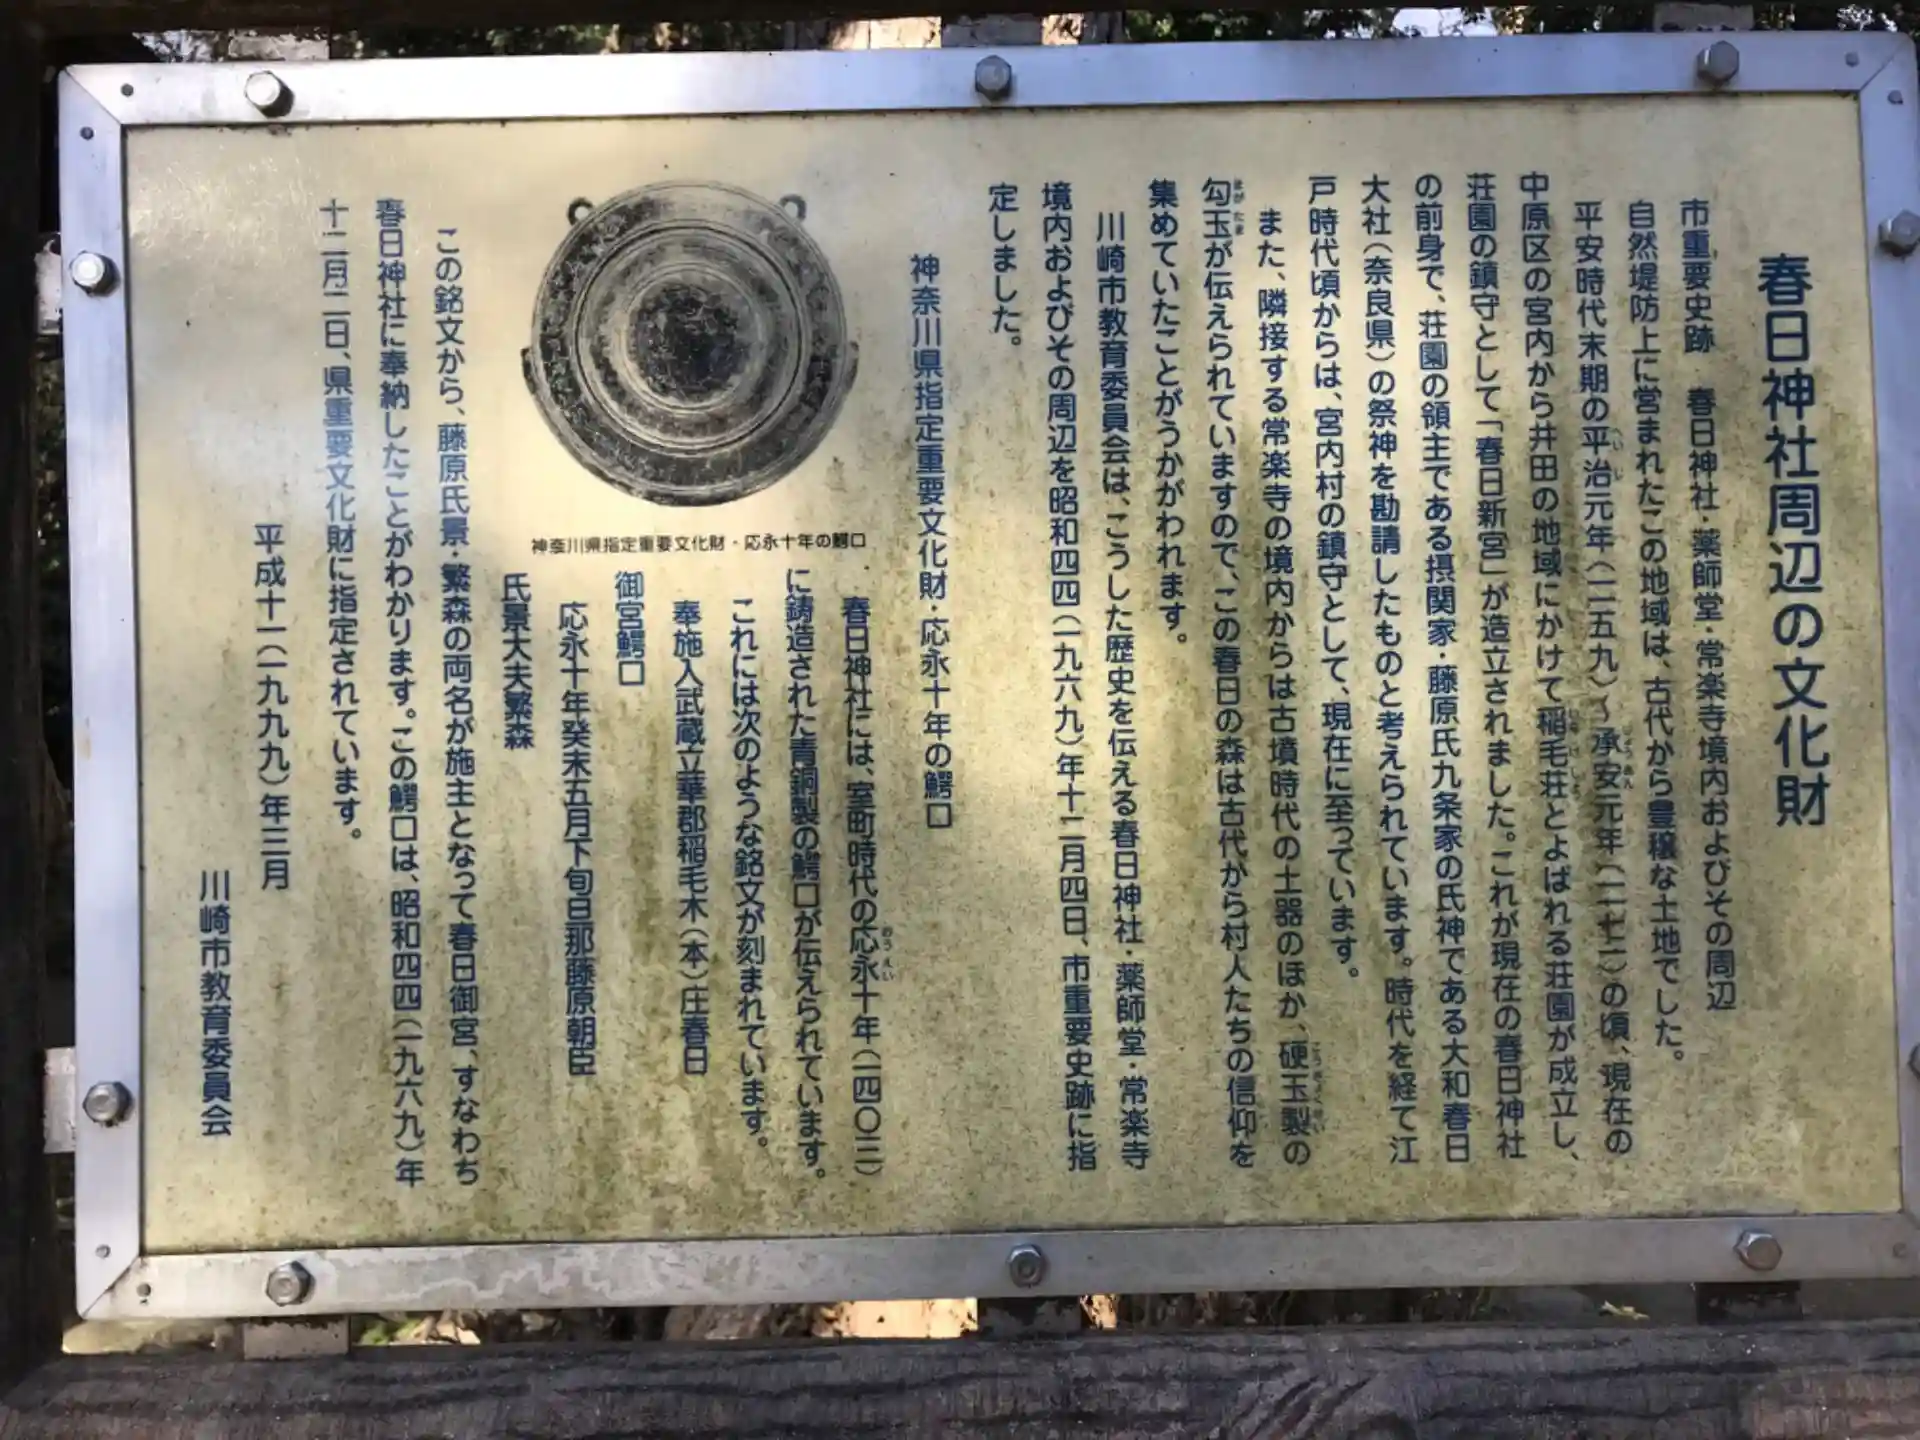 春日神社周辺の文化財
市重要史跡　春日神社・薬師堂・常楽寺境内およびその周辺
自然堤防上に営まれたこの地域は、古代から豊穣な土地でした。
平安時代末期の平治元年（一一五九）～承安元年（一一七一）の頃、現在の
中原区の宮内から井田の地域にかけて稲毛荘とよばれる荘園が成立し、
荘園の鎮守として「春日新宮」が造立されました。これが現在の春日神社
の前身で、荘園の領主である摂関家・藤原氏九条家の氏神である大和春日
大社（奈良県）の祭神を勘請したものと考えられています。時代を経て江
戸時代頃からは、宮内村の鎮守として、現在に至っています。
また、隣接する常楽寺の境内からは古墳時代の土器のほか、硬玉製の
勾玉が伝えられていますので、この春日の森は古代から村人たちの信仰を
集めていたことがうかがわれます。
川崎市教育委員会は、こうした歴史を伝える春日神社・薬師堂・常楽寺
境内およびその周辺を昭和四四（一九六九）年十二月四日、市重要史跡に指
定しました。
神奈川県指定重要文化財・応永十年の鰐口
春日神社には、室町時代の応永十年（一四〇三）
に鋳造された青銅製の鰐口が伝えられています。
これには次のような銘文が刻まれています。
奉施入武蔵立華郡稲毛木（本）庄春日
御宮鰐口
応永十年癸未五月下旬日那藤原朝臣
氏景大夫繁森
神奈川県指定重要文化財・応永十年の鰐口
この銘文から、藤原氏景・繁森の両名が施主となって春日御宮、すなわち
春日神社に奉納したことがわかります。この鰐口は、昭和四四（一九六九）年
十二月二日、県重要文化財に指定されています。
平成十一（一九九九）年三月
川崎市教育委員会